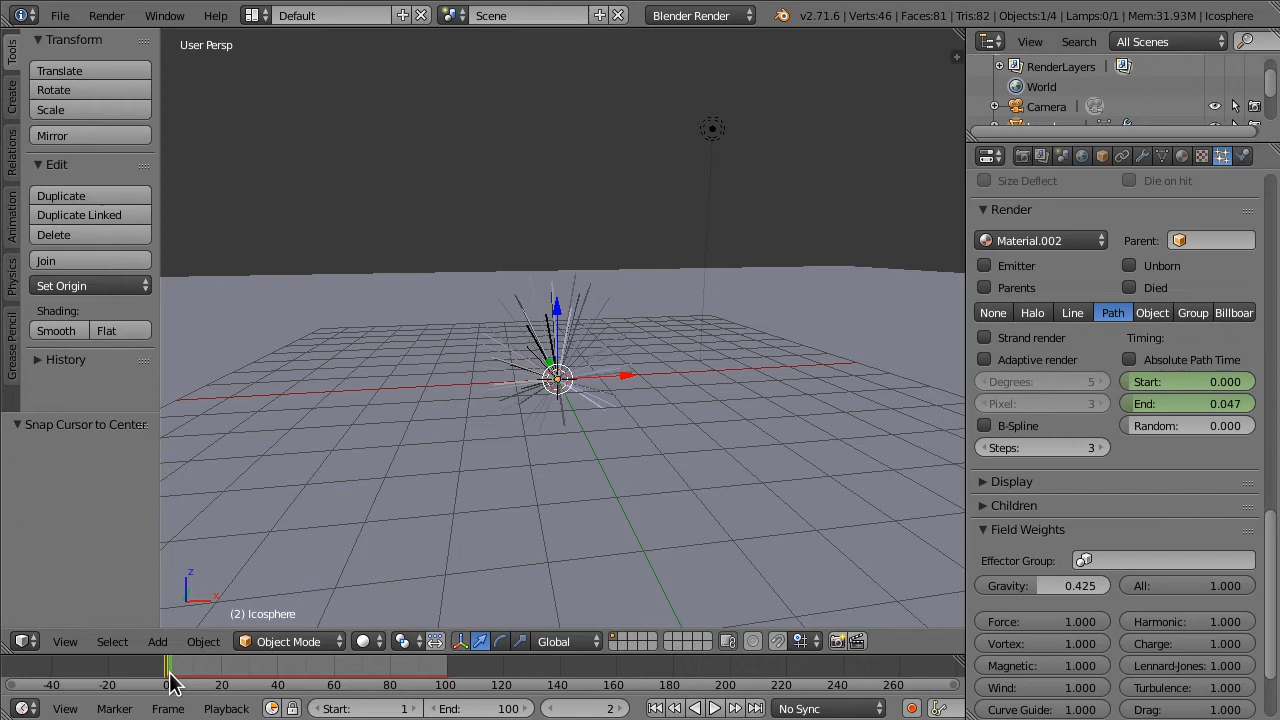 File Render Window Help Default Scene Blender Render v2.71.6 | Verts:46 | Faces:81 | Tris:82 | Objects:1/4 | Lamps:0/1 | Mem:31.93M | Icosphere
Tools
Create
Relations
Animation
Physics
Grease Pencil
Transform
Translate
Rotate
Scale
Mirror
Edit
Duplicate
Duplicate Linked
Delete
Join
Set Origin
Shading:
Smooth Flat
History
Snap Cursor to Center
User Persp
z
x
(2) Icosphere
View Select Add Object Object Mode Global
-40 -20 0 20 40 60 80 100 120 140 160 180 200 220 240 260
View Marker Frame Playback Start: 1 End: 100 2 No Sync
View Search All Scenes
RenderLayers
World
Camera
Size Deflect Die on hit
Render
Material.002 Parent:
Emitter Unborn
Parents Died
None Halo Line Path Object Group Billboar
Strand render Timing:
Adaptive render Absolute Path Time
Degrees: 5 Start: 0.000
Pixel: 3 End: 0.047
B-Spline Random: 0.000
Steps: 3
Display
Children
Field Weights
Effector Group:
Gravity: 0.425 All: 1.000
Force: 1.000 Harmonic: 1.000
Vortex: 1.000 Charge: 1.000
Magnetic: 1.000 Lennard-Jones: 1.000
Wind: 1.000 Turbulence: 1.000
Curve Guide: 1.000 Drag: 1.000